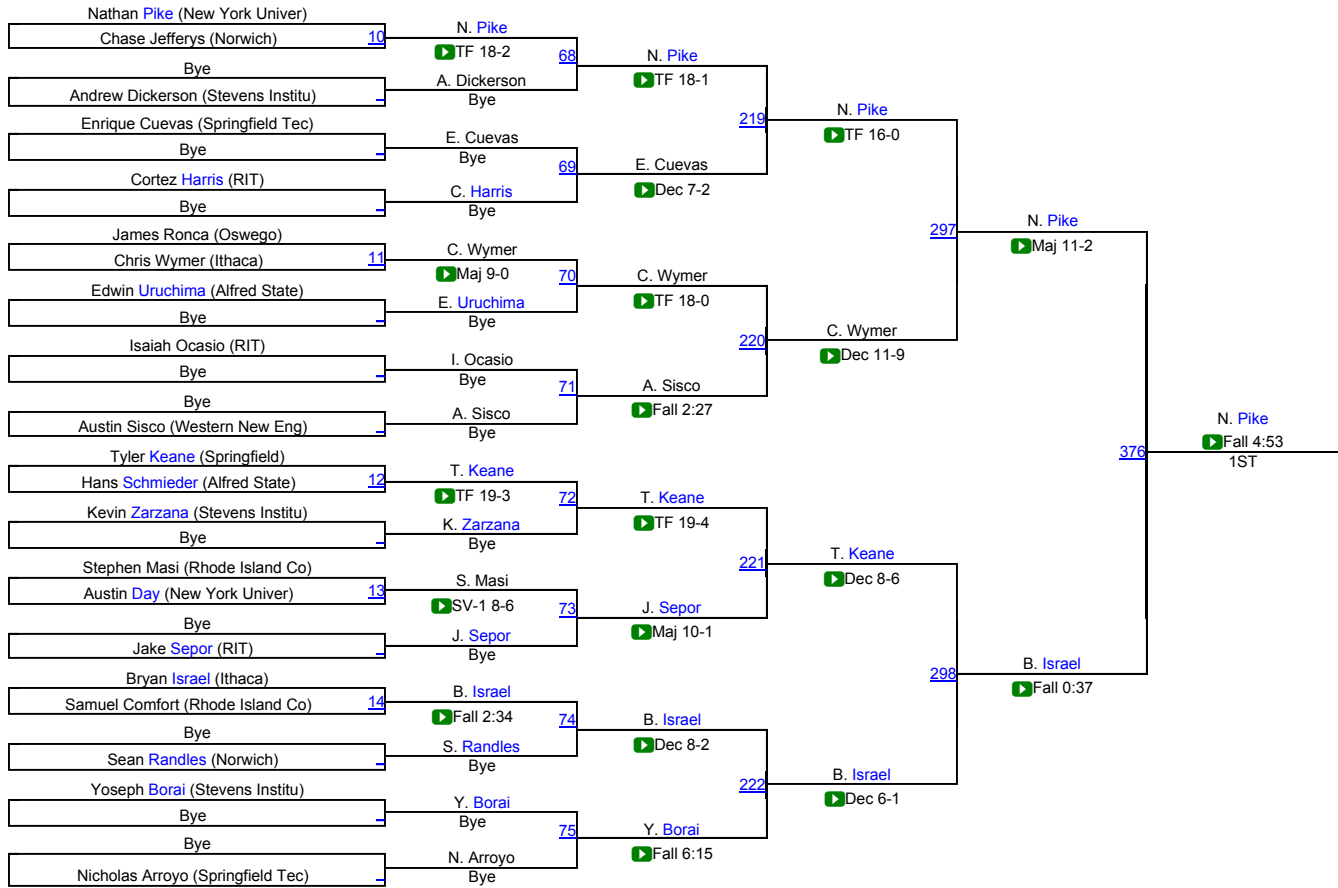 Nathan Pike (New York Univer)
Chase Jefferys (Norwich)
10
Bye
Andrew Dickerson (Stevens Institu)
Enrique Cuevas (Springfield Tec)
Bye
Cortez Harris (RIT)
Bye
James Ronca (Oswego)
Chris Wymer (Ithaca)
11
Edwin Uruchima (Alfred State)
Bye
Isaiah Ocasio (RIT)
Bye
Bye
Austin Sisco (Western New Eng)
Tyler Keane (Springfield)
Hans Schmieder (Alfred State)
12
Kevin Zarzana (Stevens Institu)
Bye
Stephen Masi (Rhode Island Co)
Austin Day (New York Univer)
13
Bye
Jake Sepor (RIT)
Bryan Israel (Ithaca)
Samuel Comfort (Rhode Island Co)
14
Bye
Sean Randles (Norwich)
Yoseph Borai (Stevens Institu)
Bye
Bye
Nicholas Arroyo (Springfield Tec)
N. Pike
TF 18-2
68
A. Dickerson
Bye
E. Cuevas
Bye
69
C. Harris
Bye
C. Wymer
Maj 9-0
70
E. Uruchima
Bye
I. Ocasio
Bye
71
A. Sisco
Bye
T. Keane
TF 19-3
72
K. Zarzana
Bye
S. Masi
SV-1 8-6
73
J. Sepor
Bye
B. Israel
Fall 2:34
74
S. Randles
Bye
Y. Borai
Bye
75
N. Arroyo
Bye
N. Pike
TF 18-1
219
E. Cuevas
Dec 7-2
C. Wymer
TF 18-0
220
A. Sisco
Fall 2:27
T. Keane
TF 19-4
221
J. Sepor
Maj 10-1
B. Israel
Dec 8-2
222
Y. Borai
Fall 6:15
N. Pike
TF 16-0
297
C. Wymer
Dec 11-9
T. Keane
Dec 8-6
298
B. Israel
Dec 6-1
N. Pike
Maj 11-2
376
B. Israel
Fall 0:37
N. Pike
Fall 4:53
1ST